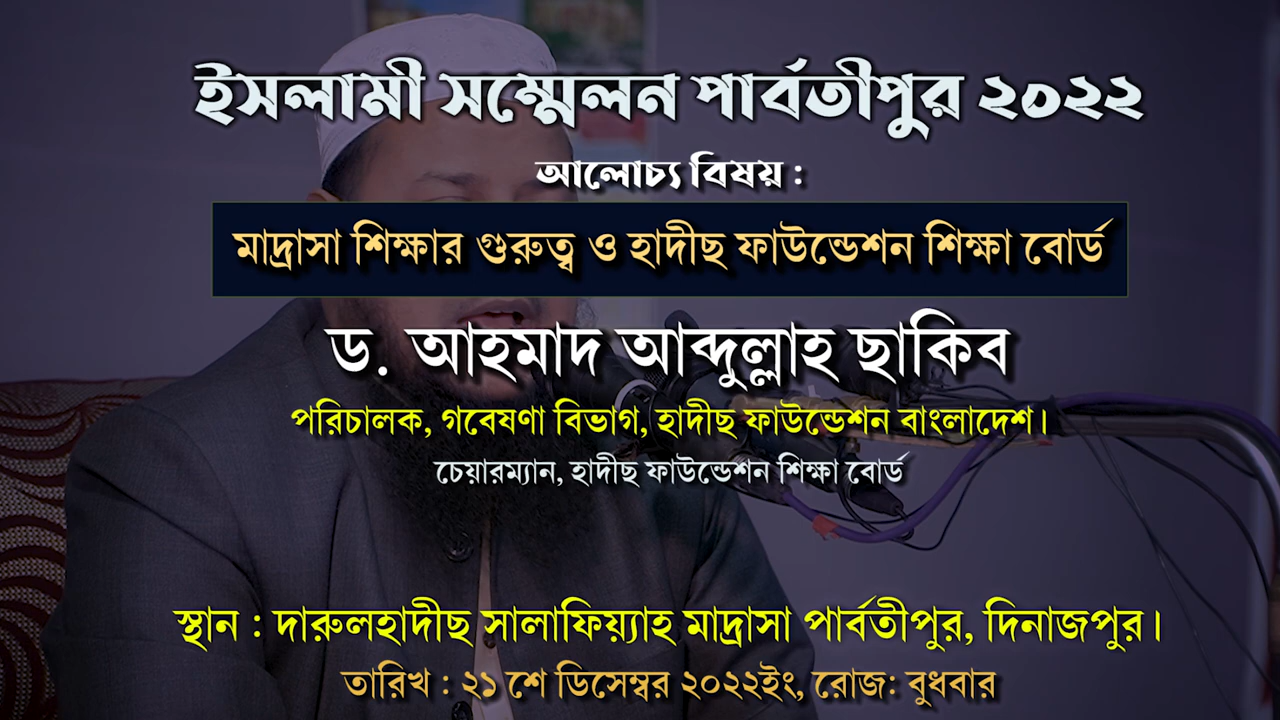 ইসলামী সম্মেলন পার্বতীপুর ২০২২
আলোচ্য বিষয় :
মাদ্রাসা শিক্ষার গুরুত্ব ও হাদীছ ফাউন্ডেশন শিক্ষা বোর্ড
ড. আহমাদ আব্দুল্লাহ ছাকিব
পরিচালক, গবেষণা বিভাগ, হাদীছ ফাউন্ডেশন বাংলাদেশ।
চেয়ারম্যান, হাদীছ ফাউন্ডেশন শিক্ষা বোর্ড
স্থান : দারুলহাদীছ সালাফিয়্যাহ মাদ্রাসা পার্বতীপুর, দিনাজপুর।
তারিখ : ২১ শে ডিসেম্বর ২০২২ইং, রোজ: বুধবার